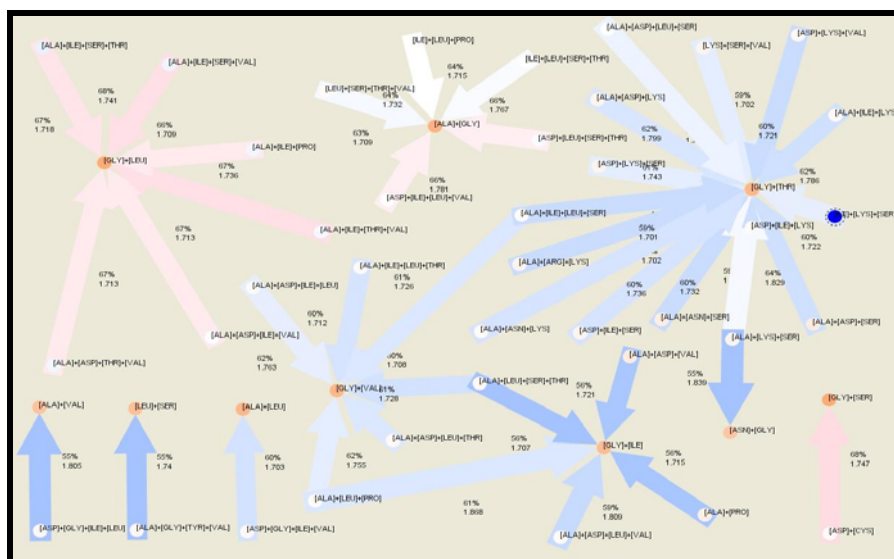 [ALA]+[ASP]+[LEU]+[SER]
[ILE]+[LEU]+[PRO]
[ASP]+[LYS]+[VAL]
[ALA]+[ILE]+[SER]+[THR]
[LYS]+[SER]+[VAL]
[ALA]+[ILE]+[SER]+[VAL]
[ILE]+[LEU]+[SER]+[THR]
64%
1.715
68%
1.741
[LEU]+[SER]+[THR]+[VAL]
64%
1.732
66%
1.767
59%
1.702
[ALA]+[ASP]+[LYS]
[ALA]+[ILE]+[LYS]
67%
1.718
66%
1.709
[ALA]+[GLY]
62%
1.799
60%
1.721
63%
1.709
[ASP]+[LEU]+[SER]+[THR]
[ALA]+[ILE]+[PRO]
[GLY]+[LEU]
67%
1.736
[ASP]+[LYS]+[SER]
1.743
62%
1.786
66%
1.781
[GLY]+[THR]
[ASP]+[ILE]+[LEU]+[VAL]
[ALA]+[ILE]+[LEU]+[SER]
+[LYS]+[SER]
[ALA]+[ILE]+[THR]+[VAL]
59%
1.701
[ASP]+[ILE]+[LYS]
60%
1.722
67%
1.713
[ALA]+[ARG]+[LYS]
1.702
[ALA]+[ILE]+[LEU]+[THR]
67%
1.713
61%
1.726
[ALA]+[ASP]+[ILE]+[LEU]
60%
1.736
60%
1.732
64%
1.829
60%
1.712
[ALA]+[ASN]+[SER]
[ALA]+[ASP]+[SER]
[ALA]+[ASN]+[LYS]
[ASP]+[ILE]+[SER]
[ALA]+[ASP]+[ILE]+[VAL]
[ALA]+[LYS]+[SER]
62%
1.763
1.708
[ALA]+[ASP]+[VAL]
[ALA]+[ASP]+[THR]+[VAL]
55%
1.839
[GLY]+[VAL]
1.728
[ALA]+[LEU]+[SER]+[THR]
56%
1.721
[ALA]+[VAL]
[LEU]+[SER]
[ALA]+[LEU]
[GLY]+[SER]
[ASN]+[GLY]
[ALA]+[ASP]+[LEU]+[THR]
56%
1.707
[GLY]+[ILE]
55%
1.805
55%
1.74
60%
1.703
62%
1.755
56%
1.715
68%
1.747
[ALA]+[LEU]+[PRO]
61%
1.868
59%
1.809
[ALA]+[PRO]
[ASP]+[GLY]+[ILE]+[LEU]
[ALA]+[GLY]+[TYR]+[VAL]
[ASP]+[GLY]+[ILE]+[VAL]
[ALA]+[ASP]+[LEU]+[VAL]
[ASP]+[CYS]